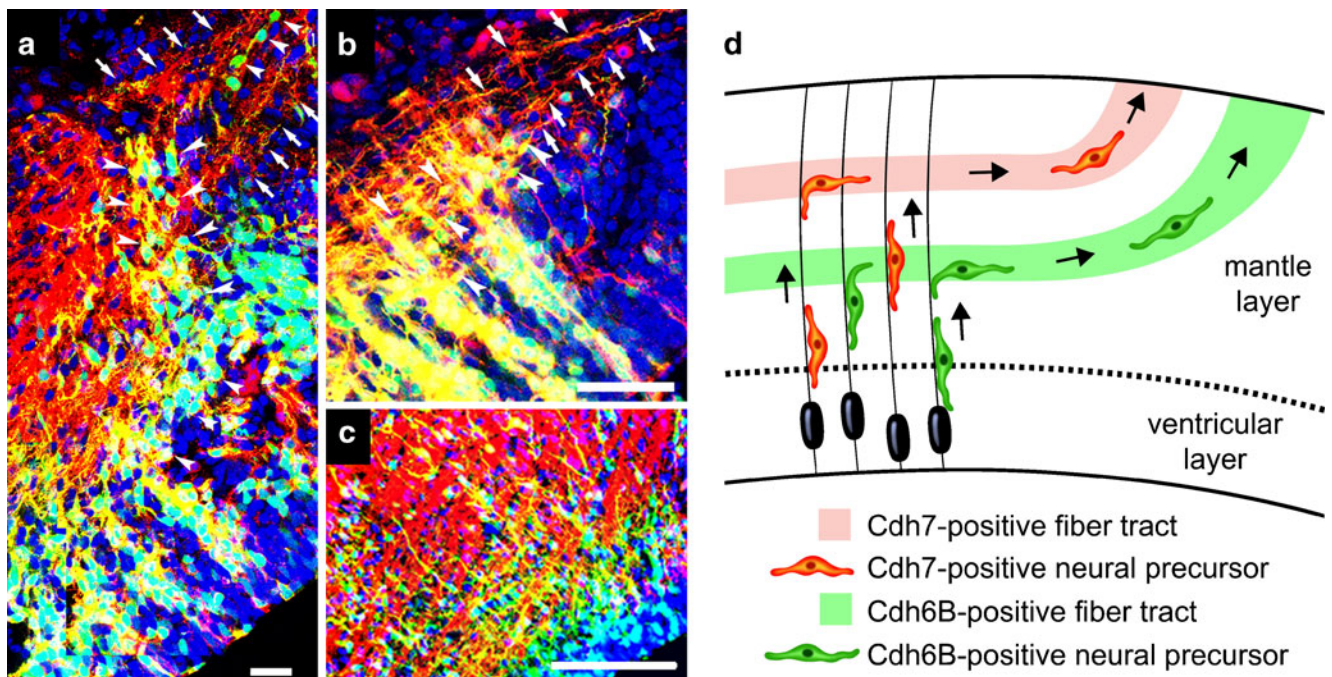 a
b
c
d
mantle
layer
ventricular
layer
Cdh7-positive fiber tract
Cdh7-positive neural precursor
Cdh6B-positive fiber tract
Cdh6B-positive neural precursor